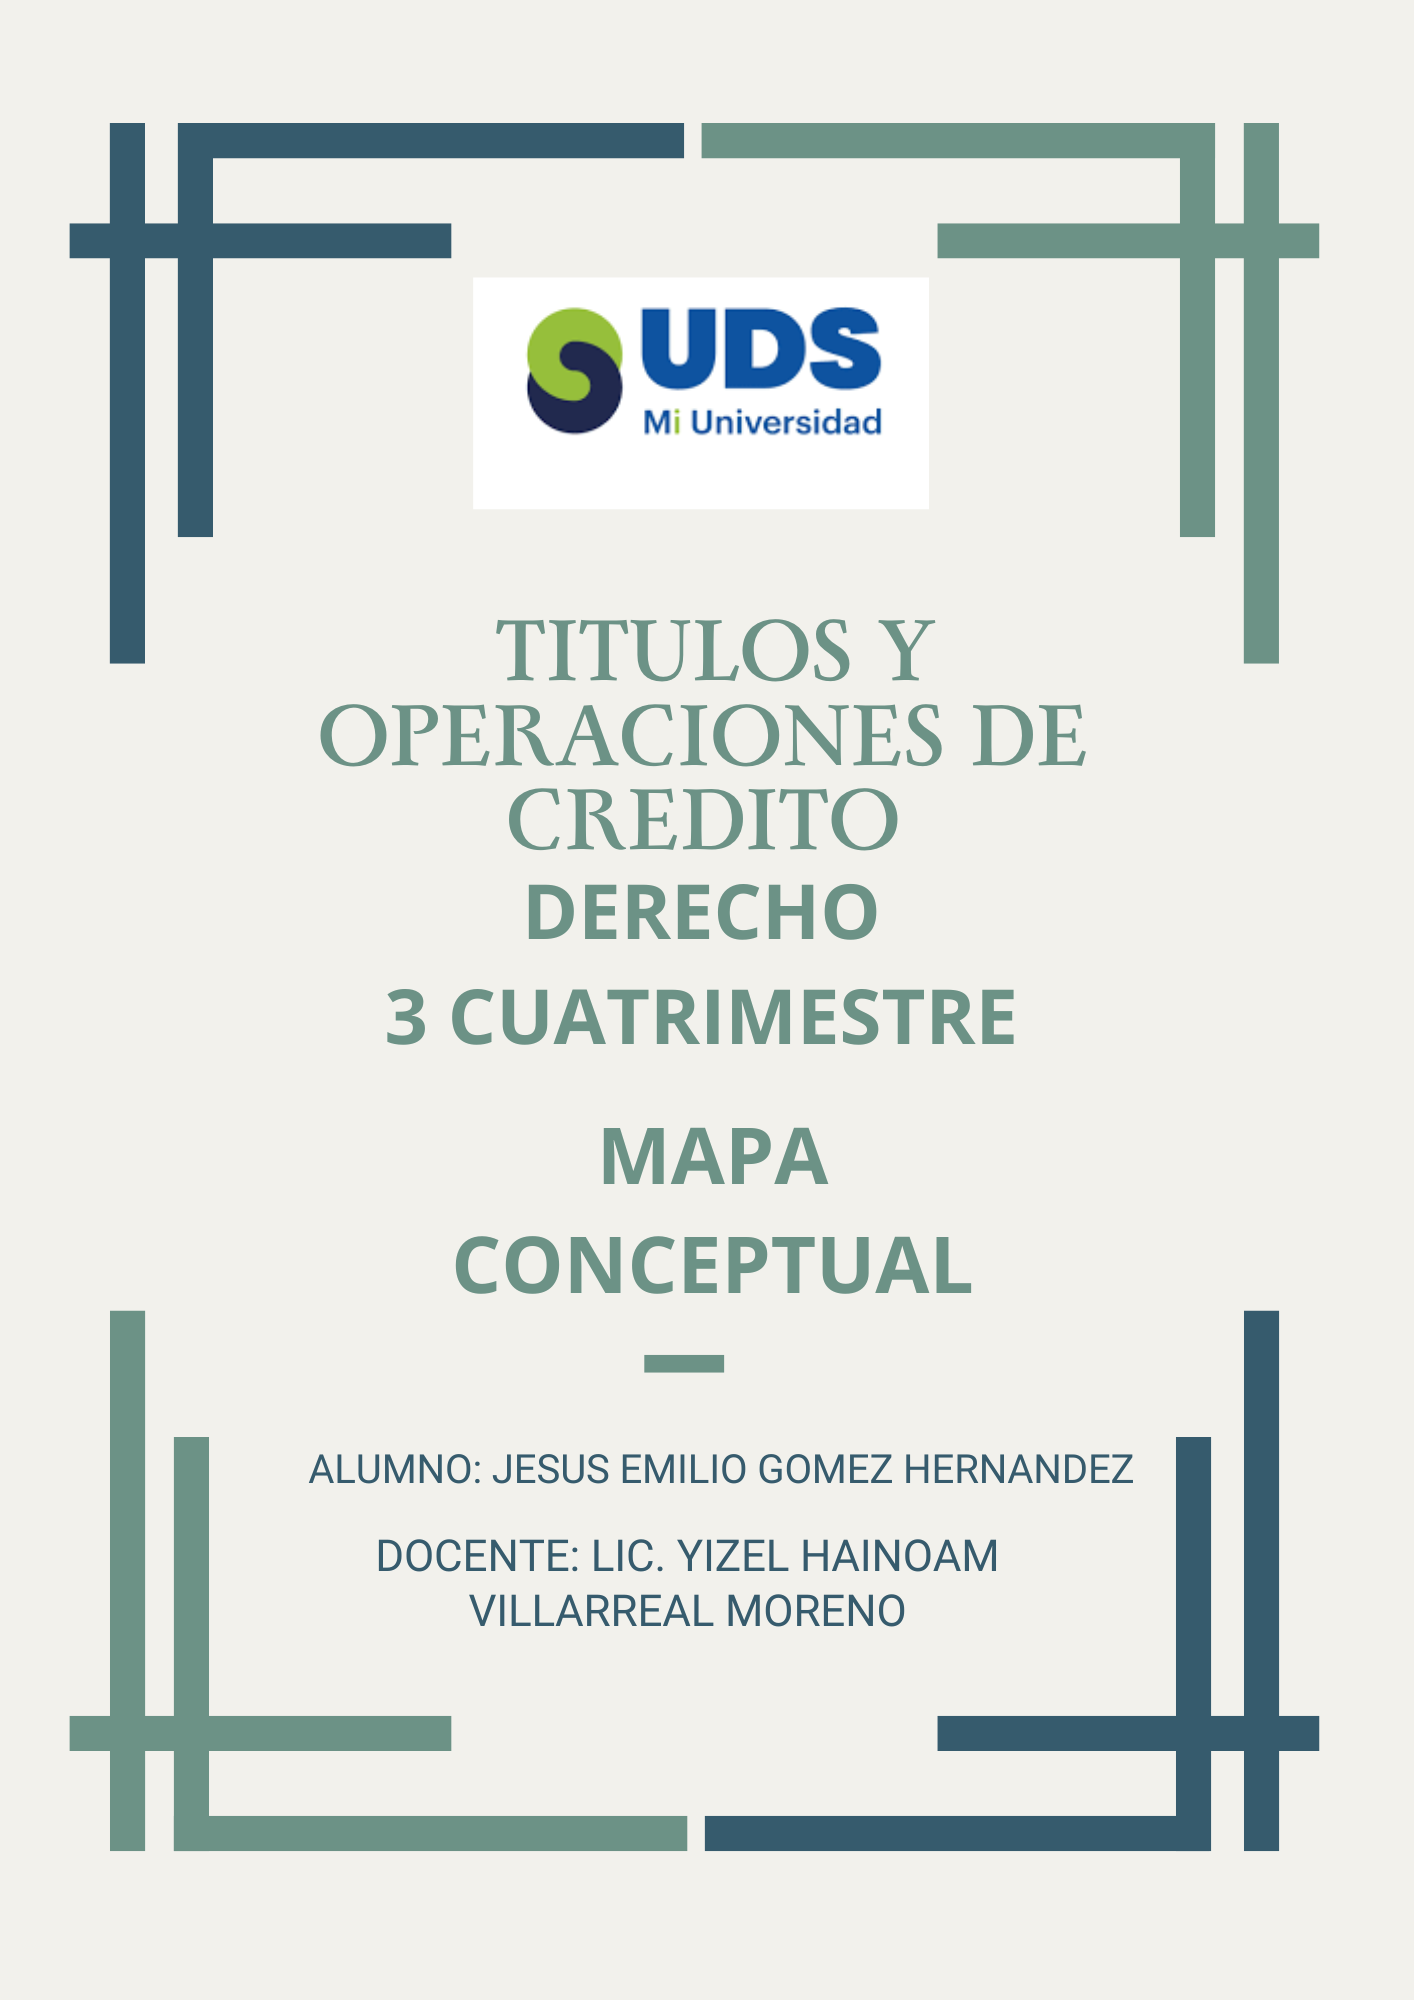 UDS
Mi Universidad
TITULOS Y
OPERACIONES DE
CREDITO
DERECHO
3 CUATRIMESTRE
MAPA
CONCEPTUAL
ALUMNO: JESUS EMILIO GOMEZ HERNANDEZ
DOCENTE: LIC. YIZEL HAINOAM
VILLARREAL MORENO